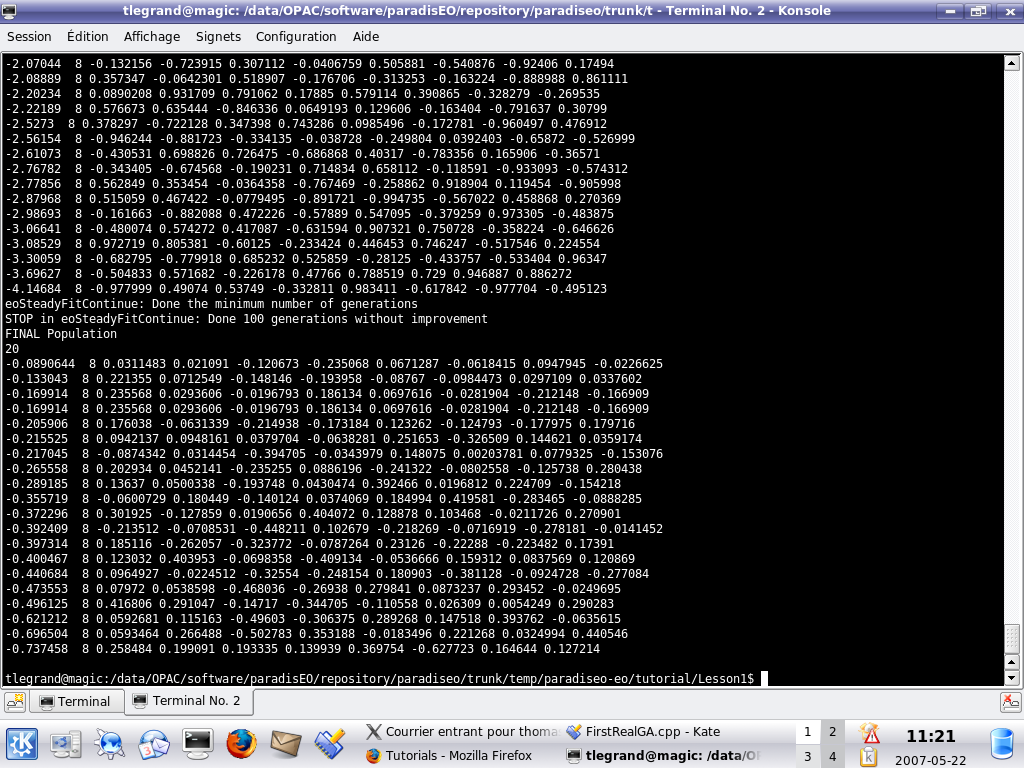 tlegrand@magic: /data/OPAC/software/paradisEO/repository/paradiseo/trunk/t - Terminal No. 2 - Konsole
Session Édition Affichage Signets Configuration Aide
-2.07044 8 -0.132156 -0.723915 0.307112 -0.0406759 0.505881 -0.540876 -0.92406 0.17494
-2.08889 8 0.357347 -0.0642301 0.518907 -0.176706 -0.313253 -0.163224 -0.888988 0.861111
-2.20234 8 0.0890208 0.931709 0.791062 0.17885 0.579114 0.390865 -0.328279 -0.269535
-2.22189 8 0.576673 0.635444 -0.846336 0.0649193 0.129606 -0.163404 -0.791637 0.30799
-2.5273 8 0.378297 -0.722128 0.347398 0.743286 0.0985496 -0.172781 -0.960497 0.476912
-2.56154 8 -0.946244 -0.881723 -0.334135 -0.038728 -0.249804 0.0392403 -0.65872 -0.526999
-2.61073 8 -0.430531 0.698826 0.726475 -0.686868 0.40317 -0.783356 0.165906 -0.36571
-2.76782 8 -0.343405 -0.674568 -0.190231 0.714834 0.658112 -0.118591 -0.933093 -0.574312
-2.77856 8 0.562849 0.353454 -0.0364358 -0.767469 -0.258862 0.918904 0.119454 -0.905998
-2.87968 8 0.515059 0.467422 -0.0779495 -0.891721 -0.994735 -0.567022 0.458868 0.270369
-2.98693 8 -0.161663 -0.882088 0.472226 -0.57889 0.547095 -0.379259 0.973305 -0.483875
-3.06641 8 -0.480074 0.574272 0.417087 -0.631594 0.907321 0.750728 -0.358224 -0.646626
-3.08529 8 0.972719 0.805381 -0.60125 -0.233424 0.446453 0.746247 -0.517546 0.224554
-3.30059 8 -0.682795 -0.779918 0.685232 0.525859 -0.28125 -0.433757 -0.533404 0.96347
-3.69627 8 -0.504833 0.571682 -0.226178 0.47766 0.788519 0.729 0.946887 0.886272
-4.14684 8 -0.977999 0.49074 0.53749 -0.332811 0.983411 -0.617842 -0.977704 -0.495123
eoSteadyFitContinue: Done the minimum number of generations
STOP in eoSteadyFitContinue: Done 100 generations without improvement
FINAL Population
20
-0.0890644 8 0.0311483 0.021091 -0.120673 -0.235068 0.0671287 -0.0618415 0.0947945 -0.0226625
-0.133043 8 0.221355 0.0712549 -0.148146 -0.193958 -0.08767 -0.0984473 0.0297109 0.0337602
-0.169914 8 0.235568 0.0293606 -0.0196793 0.186134 0.0697616 -0.0281904 -0.212148 -0.166909
-0.169914 8 0.235568 0.0293606 -0.0196793 0.186134 0.0697616 -0.0281904 -0.212148 -0.166909
-0.205906 8 0.176038 -0.0631339 -0.214938 -0.173184 0.123262 -0.124793 -0.177975 0.179716
-0.215525 8 0.0942137 0.0948161 0.0379704 -0.0638281 0.251653 -0.326509 0.144621 0.0359174
-0.217045 8 -0.0874342 0.0314454 -0.394705 -0.0343979 0.148075 0.00203781 0.0779325 -0.153076
-0.265558 8 0.202934 0.0452141 -0.235255 0.0886196 -0.241322 -0.0802558 -0.125738 0.280438
-0.289185 8 0.13637 0.0500338 -0.193748 0.0430474 0.392466 0.0196812 0.224709 -0.154218
-0.355719 8 -0.0600729 0.180449 -0.140124 0.0374069 0.184994 0.419581 -0.283465 -0.0888285
-0.372296 8 0.301925 -0.127859 0.0190656 0.404072 0.128878 0.103468 -0.0211726 0.270901
-0.392409 8 -0.213512 -0.0708531 -0.448211 0.102679 -0.218269 -0.0716919 -0.278181 -0.0141452
-0.397314 8 0.185116 -0.262057 -0.323772 -0.0787264 0.23126 -0.22288 -0.223482 0.17391
-0.400467 8 0.123032 0.403953 -0.0698358 -0.409134 -0.0536666 0.159312 0.0837569 0.120869
-0.440684 8 0.0964927 -0.0224512 -0.32554 -0.248154 0.180903 -0.381128 -0.0924728 -0.277084
-0.473553 8 0.07972 0.0538598 -0.468036 -0.26938 0.279841 0.0873237 0.293452 -0.0249695
-0.496125 8 0.416806 0.291047 -0.14717 -0.344705 -0.110558 0.026309 0.0054249 0.290283
-0.621212 8 0.0592681 0.115163 -0.49603 -0.306375 0.289268 0.147518 0.393762 -0.0635615
-0.696504 8 0.0593464 0.266488 -0.502783 0.353188 -0.0183496 0.221268 0.0324994 0.440546
-0.737458 8 0.258484 0.199091 0.193335 0.139939 0.369754 -0.627723 0.164644 0.127214
tlegrand@magic:/data/OPAC/software/paradisEO/repository/paradiseo/trunk/temp/paradiseo-eo/tutorial/Lesson1$
Terminal Terminal No. 2
Courrier entrant pour thoma FirstRealGA.cpp - Kate 1 2 11:21
Tutorials - Mozilla Firefox tlegrand@magic: /data/OP 3 4 2007-05-22